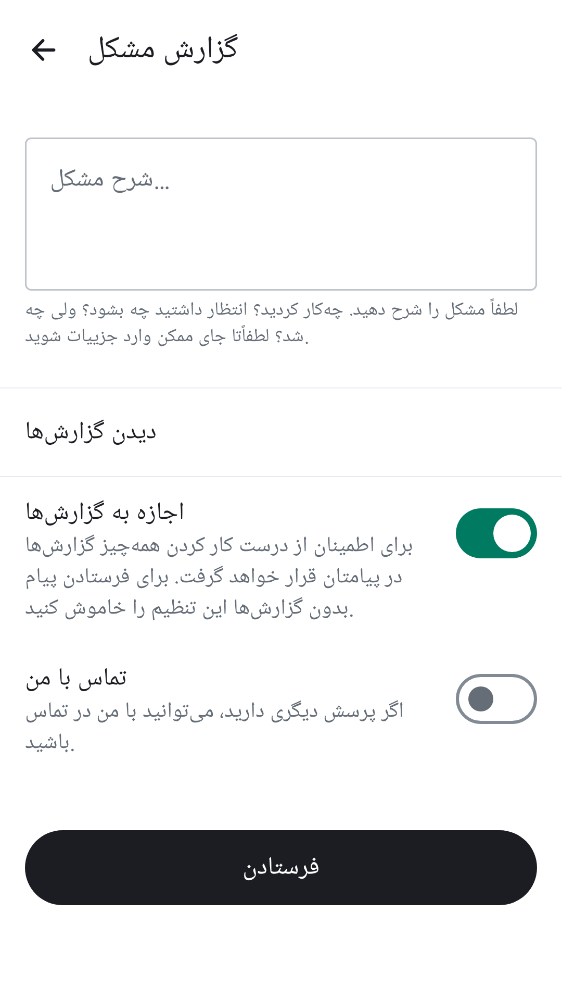 گزارش مشکل
شرح مشکل...
لطفاً مشکل را شرح دهید. چه‌کار کردید؟ انتظار داشتید چه بشود؟ ولی چه
شد؟ لطفاًتا جای ممکن وارد جزییات شوید.
دیدن گزارش‌ها
اجازه به گزارش‌ها
برای اطمینان از درست کار کردن همه‌چیز گزارش‌ها
در پیامتان قرار خواهد گرفت. برای فرستادن پیام
بدون گزارش‌ها این تنظیم را خاموش کنید.
تماس با من
اگر پرسش دیگری دارید، می‌توانید با من در تماس
باشید.
فرستادن